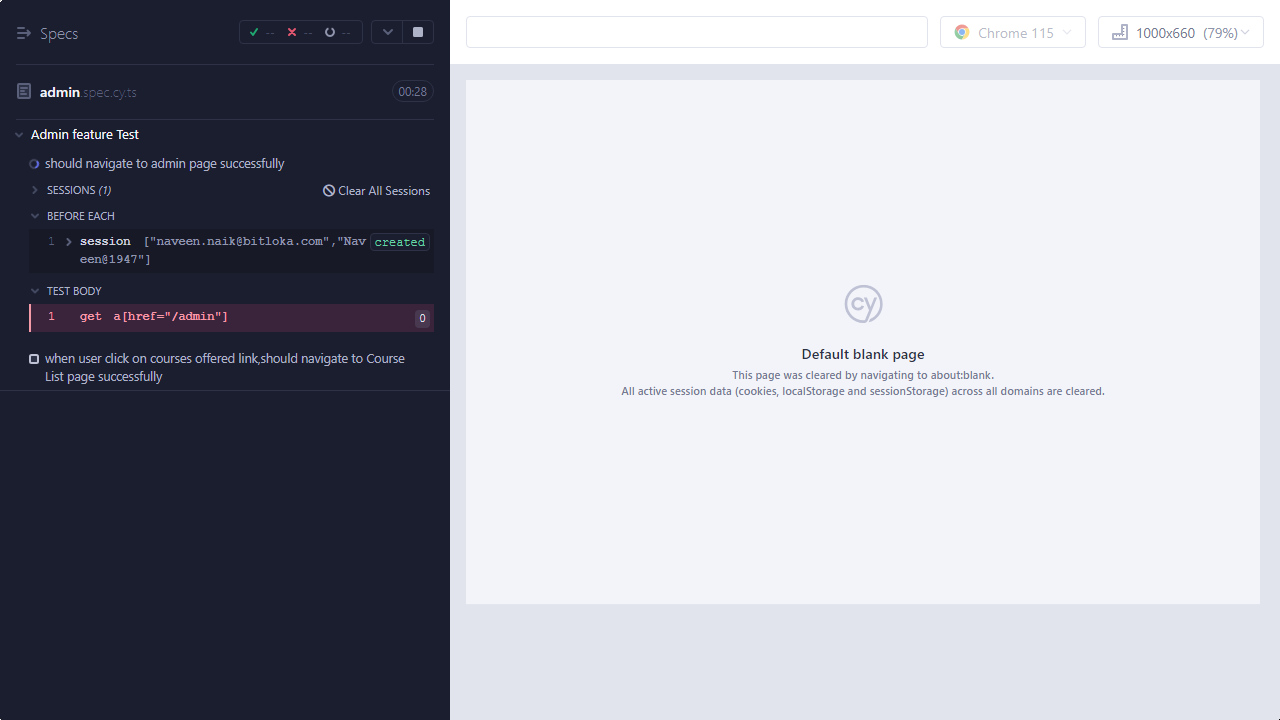 Specs
--
--
--
Chrome 115
1000x660 (79%)
admin.spec.cy.ts
00:28
Admin feature Test
should navigate to admin page successfully
SESSIONS (1)
Clear All Sessions
BEFORE EACH
1 session ["naveen.naik@bitloka.com","Nav
een@1947"]
created
TEST BODY
1 get a[href="/admin"]
0
when user click on courses offered link,should navigate to Course
List page successfully
cy
Default blank page
This page was cleared by navigating to about:blank.
All active session data (cookies, localStorage and sessionStorage) across all domains are cleared.